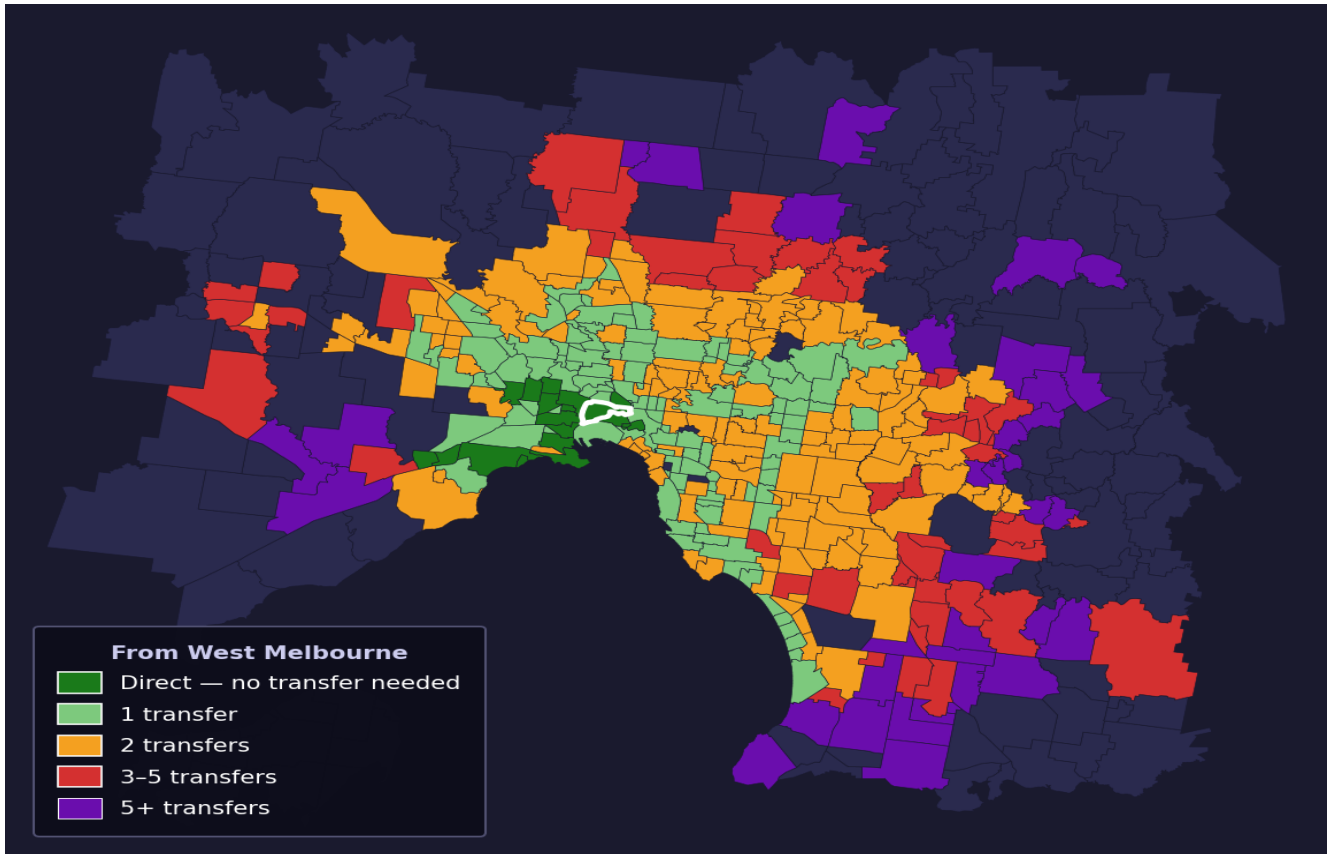 From West Melbourne
Direct — no transfer needed
1 transfer
2 transfers
3–5 transfers
5+ transfers